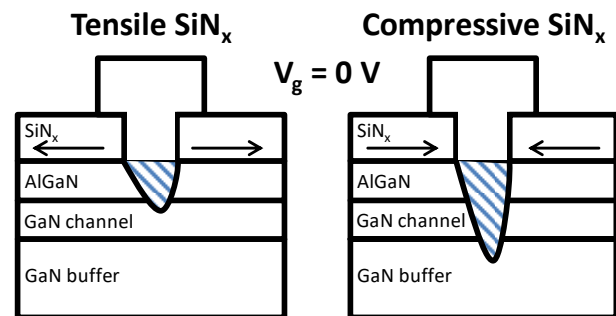 Tensile SiNx
Compressive SiNx
Vg = 0 V
SiNx
AlGaN
GaN channel
GaN buffer
SiNx
AlGaN
GaN channel
GaN buffer